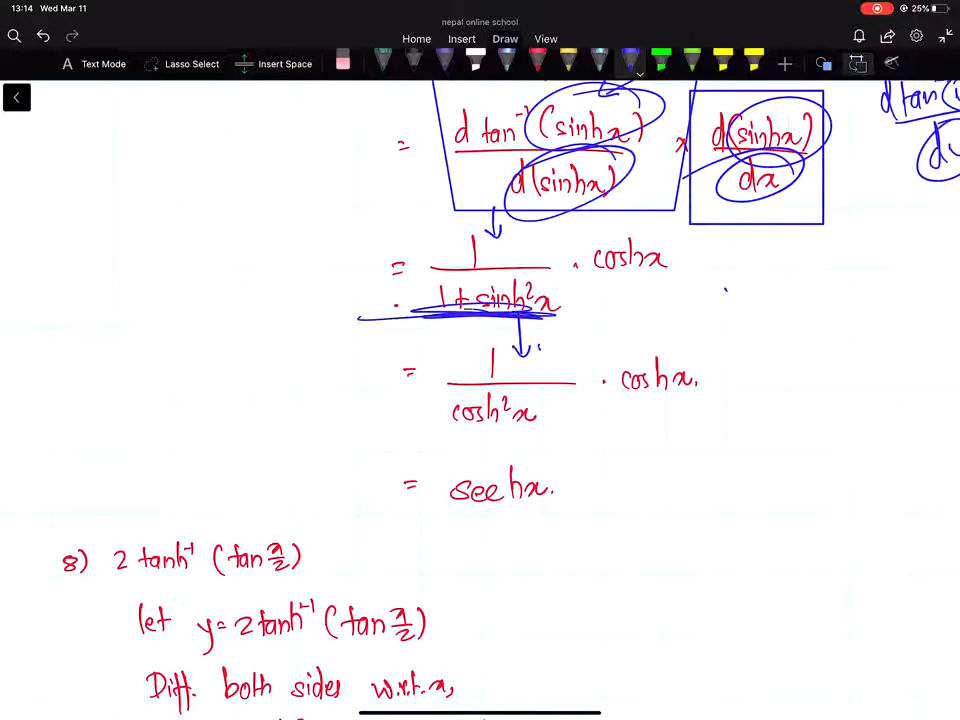 13:14 Wed Mar 11
25%
nepal online school
Home Insert Draw View
Text Mode Lasso Select Insert Space
= d tan⁻¹ (sinhx) / d(sinhx) x d(sinhx) / dx
= 1 / 1 + sinh²x . coshx
= 1 / cosh²x . coshx.
= sechx.
8) 2 tanh⁻¹ (tan x/2)
let y = 2 tanh⁻¹ (tan x/2)
Diff. both sides w.r.t. x,